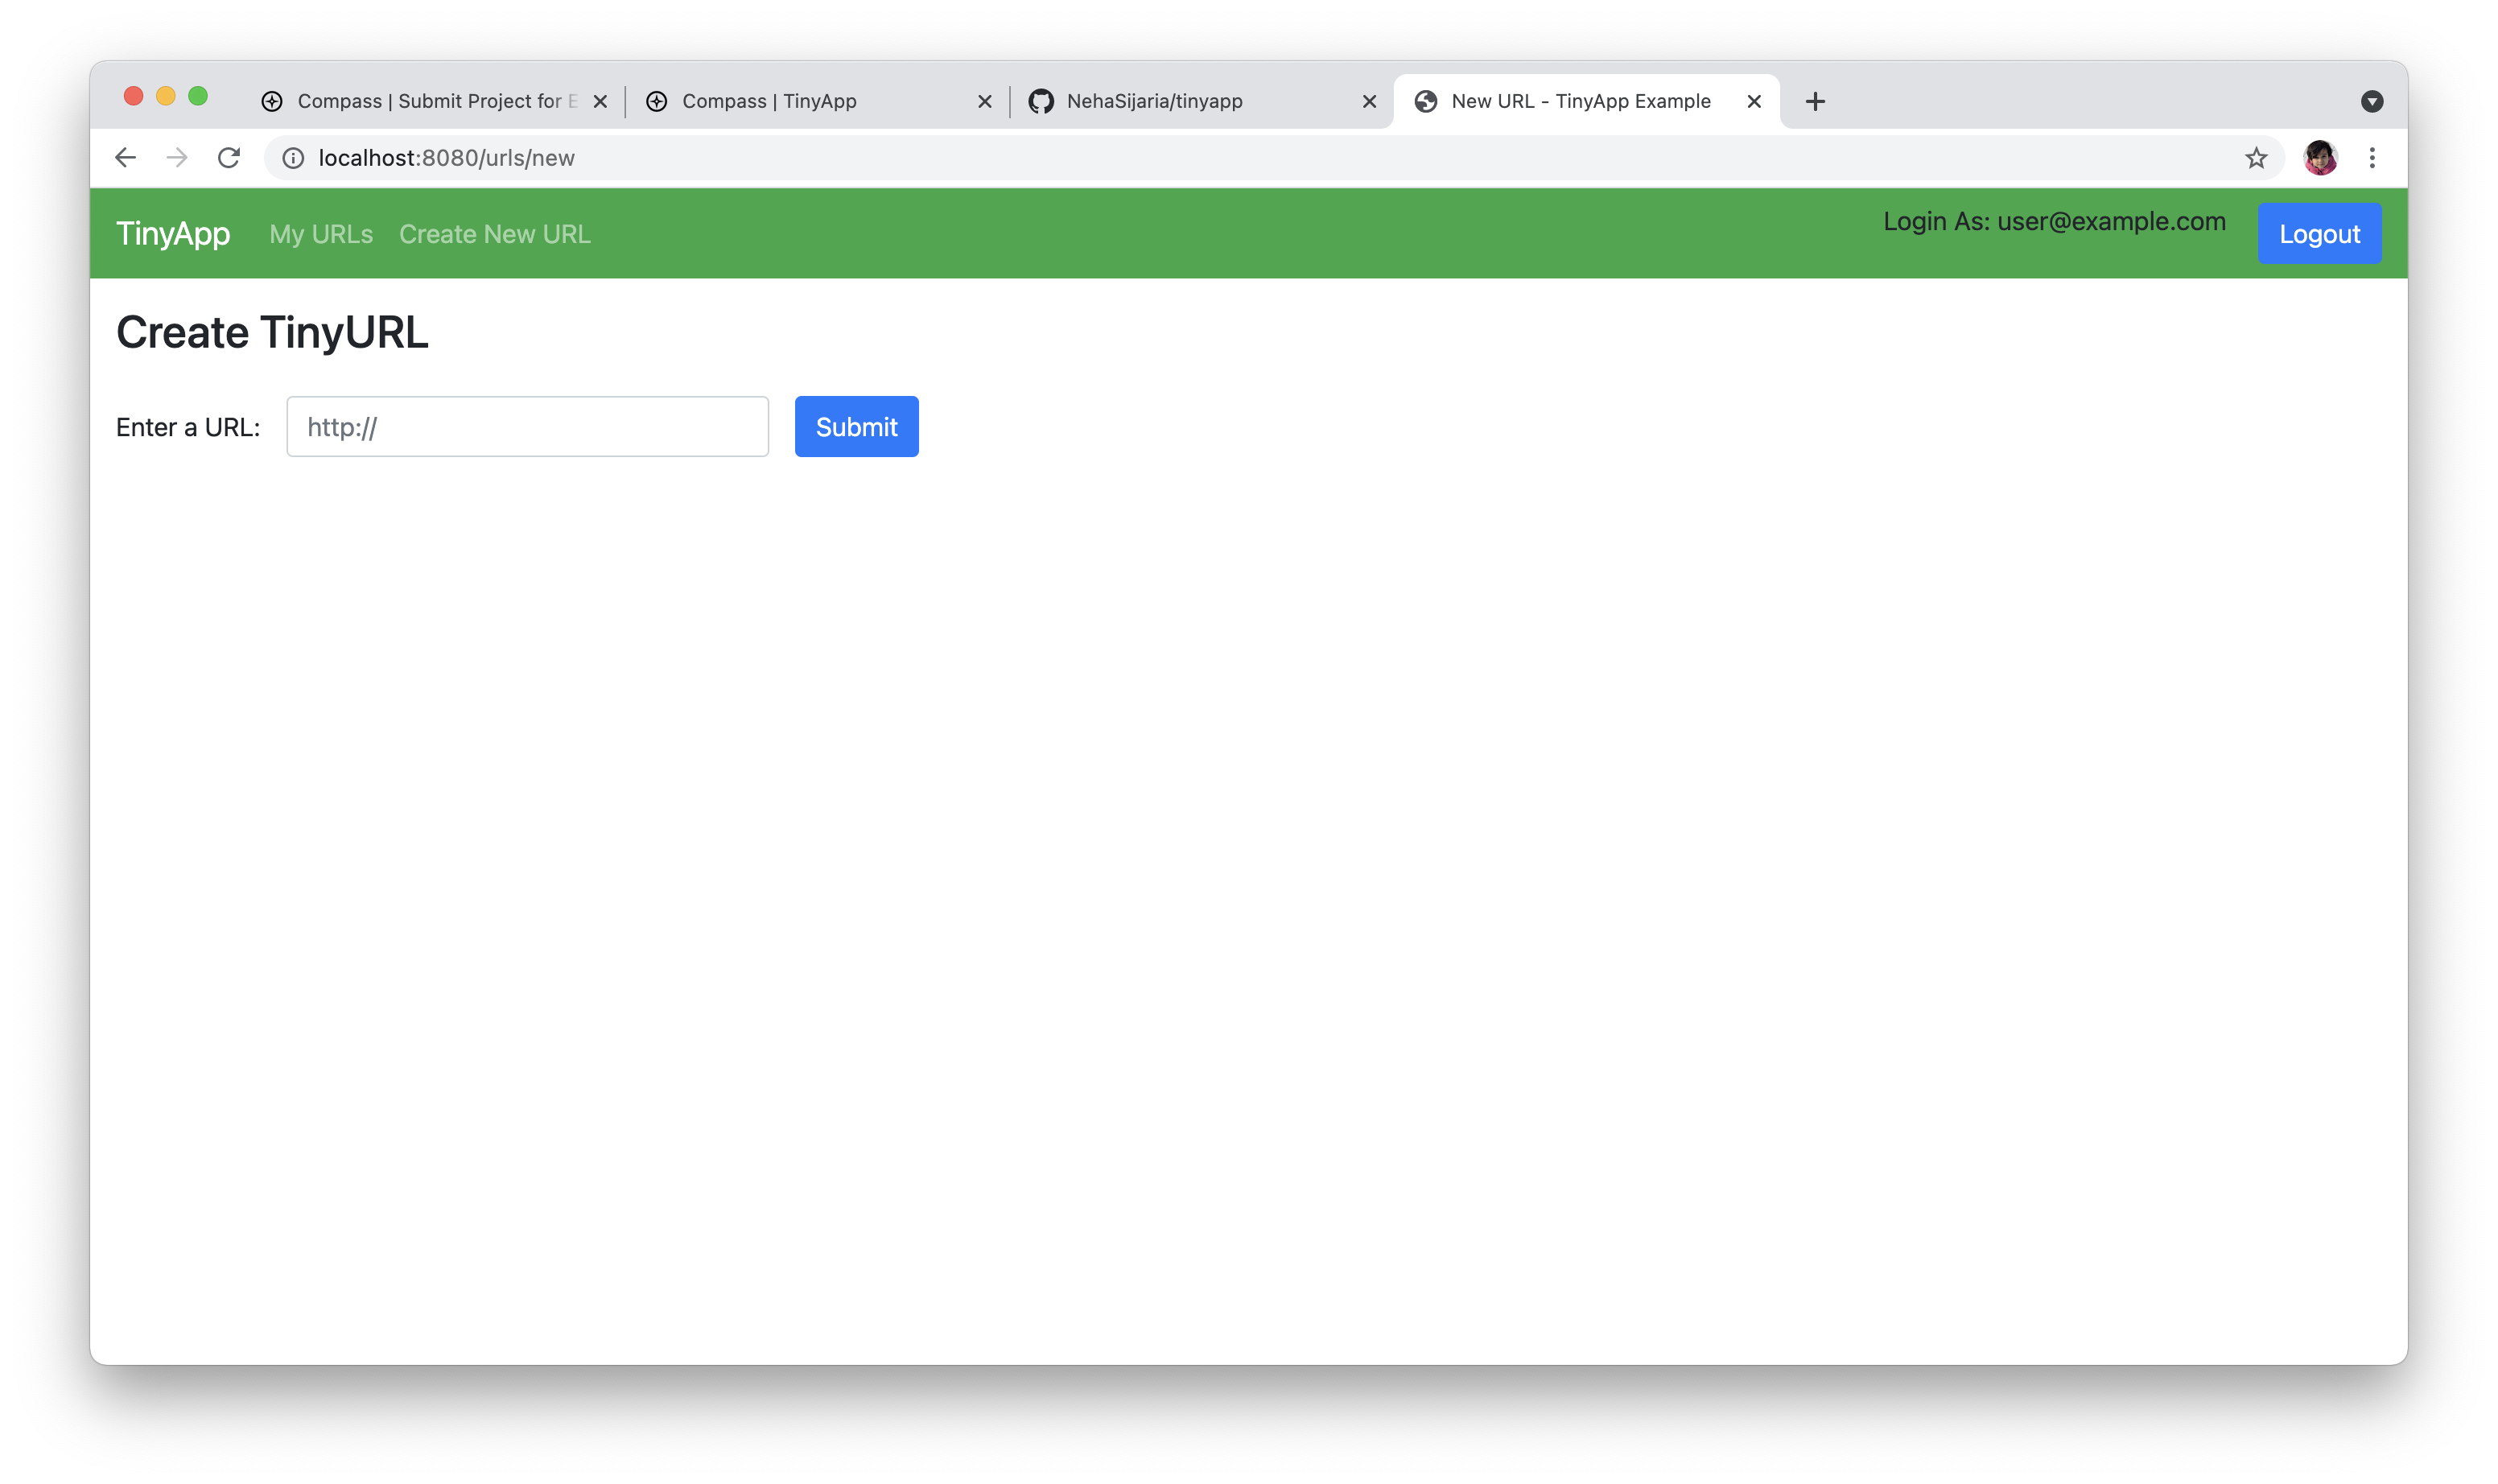 Compass | Submit Project for E
Compass | TinyApp
NehaSijaria/tinyapp
New URL - TinyApp Example
localhost:8080/urls/new
TinyApp My URLs Create New URL Login As: user@example.com Logout
Create TinyURL
Enter a URL: http:// Submit